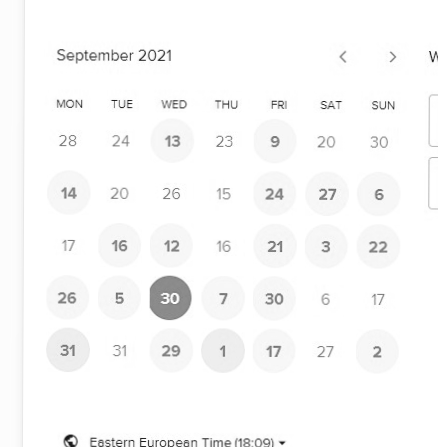 September 2021
W
MON TUE WED THU FRI SAT SUN
28 24 13 23 9 20 30
14 20 26 15 24 27 6
17 16 12 16 21 3 22
26 5 30 7 30 6 17
31 31 29 1 17 27 2
Eastern European Time (18:09)